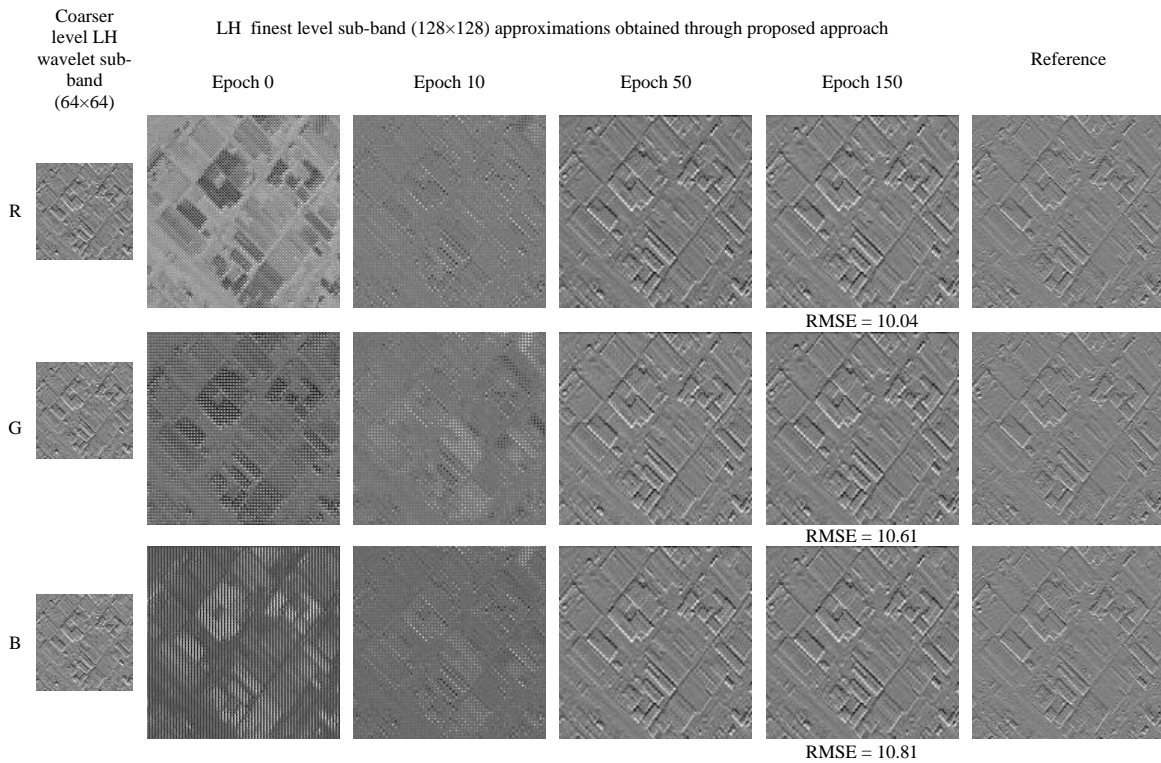 Coarser
level LH
wavelet sub-
band
(64×64)
LH finest level sub-band (128×128) approximations obtained through proposed approach
Epoch 0
Epoch 10
Epoch 50
Epoch 150
Reference
R
RMSE = 10.04
G
RMSE = 10.61
B
RMSE = 10.81